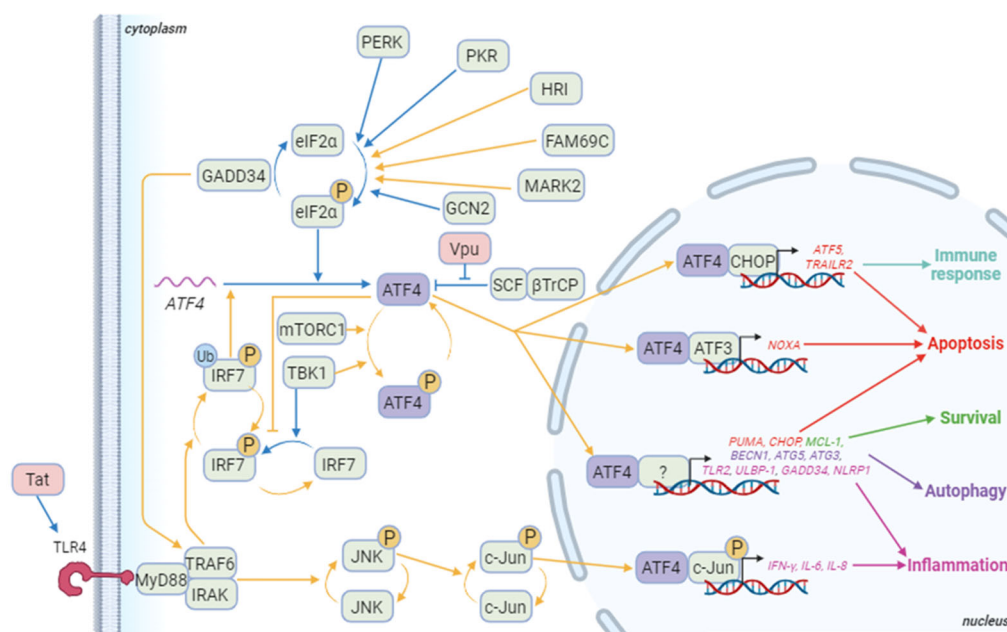 cytoplasm
PERK
PKR
HRI
FAM69C
MARK2
GCN2
eIF2α
GADD34
P
eIF2α
Vpu
ATF4
ATF4
SCF βTrCP
mTORC1
TBK1
Ub
P
IRF7
P
ATF4
P
IRF7
IRF7
Tat
TLR4
MyD88
TRAF6
IRAK
P
JNK
JNK
P
c-Jun
c-Jun
ATF4 CHOP
ATF5,
TRAILR2
Immune
response
ATF4 ATF3
NOXA
Apoptosis
ATF4 ?
PUMA, CHOP, MCL-1,
BECN1, ATG5, ATG3,
TLR2, ULBP-1, GADD34, NLRP1
Survival
Autophagy
P
ATF4 c-Jun
IFN-γ, IL-6, IL-8
Inflammation
nucleus